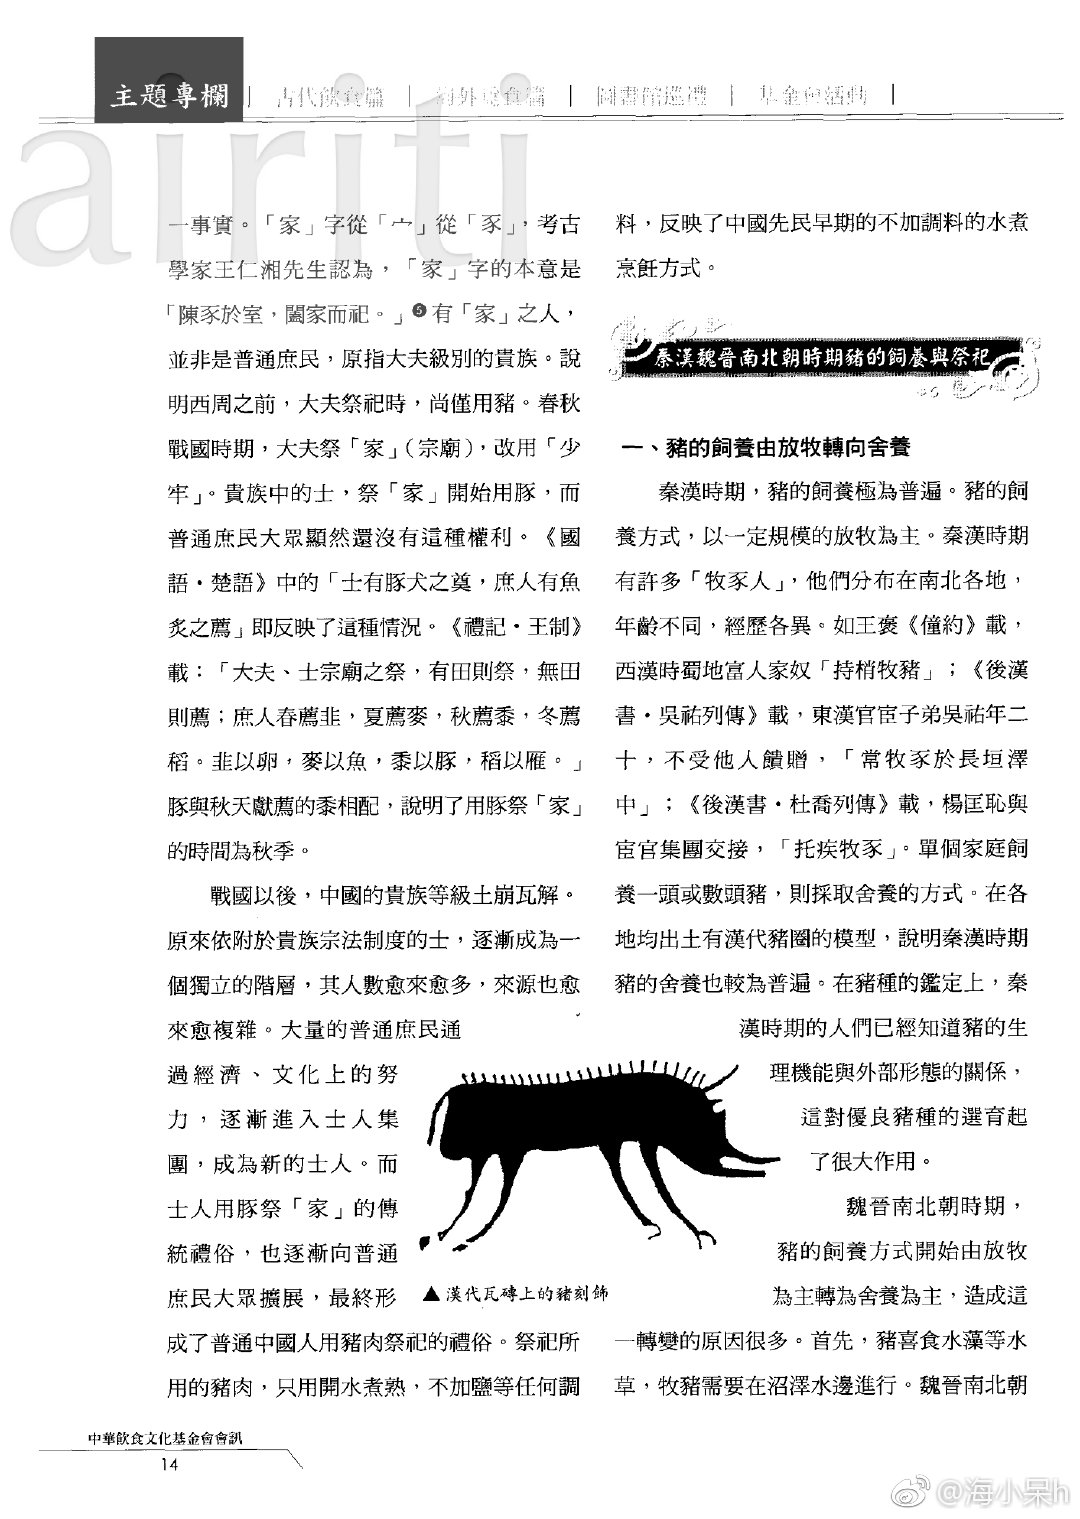 主題專欄 | 古代飲食篇 | 海外飲食篇 | 圖書館巡禮 | 基金會活動 |
airiti
一事實。「家」字從「宀」從「豕」，考古
學家王仁湘先生認為，「家」字的本意是
「陳豕於室，闔家而祀。」❺有「家」之人，
並非是普通庶民，原指大夫級別的貴族。說
明西周之前，大夫祭祀時，尚僅用豬。春秋
戰國時期，大夫祭「家」(宗廟)，改用「少
牢」。貴族中的士，祭「家」開始用豚，而
普通庶民大眾顯然還沒有這種權利。《國
語・楚語》中的「士有豚犬之奠，庶人有魚
炙之薦」即反映了這種情況。《禮記・王制》
載：「大夫、士宗廟之祭，有田則祭，無田
則薦；庶人春薦韭，夏薦麥，秋薦黍，冬薦
稻。韭以卵，麥以魚，黍以豚，稻以雁。」
豚與秋天獻薦的黍相配，說明了用豚祭「家」
的時間為秋季。
戰國以後，中國的貴族等級土崩瓦解。
原來依附於貴族宗法制度的士，逐漸成為一
個獨立的階層，其人數愈來愈多，來源也愈
來愈複雜。大量的普通庶民通
過經濟、文化上的努
力，逐漸進入士人集
團，成為新的士人。而
士人用豚祭「家」的傳
統禮俗，也逐漸向普通
庶民大眾擴展，最終形
成了普通中國人用豬肉祭祀的禮俗。祭祀所
用的豬肉，只用開水煮熟，不加鹽等任何調
▲漢代瓦磚上的豬刻飾
料，反映了中國先民早期的不加調料的水煮
烹飪方式。
秦漢魏晉南北朝時期豬的飼養與祭祀
一、豬的飼養由放牧轉向舍養
秦漢時期，豬的飼養極為普遍。豬的飼
養方式，以一定規模的放牧為主。秦漢時期
有許多「牧豕人」，他們分布在南北各地，
年齡不同，經歷各異。如王褒《僮約》載，
西漢時蜀地富人家奴「持梢牧豬」；《後漢
書・吳祐列傳》載，東漢官宦子弟吳祐年二
十，不受他人饋贈，「常牧豕於長垣澤
中」；《後漢書・杜喬列傳》載，楊匡恥與
宦官集團交接，「托疾牧豕」。單個家庭飼
養一頭或數頭豬，則採取舍養的方式。在各
地均出土有漢代豬圈的模型，說明秦漢時期
豬的舍養也較為普遍。在豬種的鑑定上，秦
漢時期的人們已經知道豬的生
理機能與外部形態的關係，
這對優良豬種的選育起
了很大作用。
魏晉南北朝時期，
豬的飼養方式開始由放牧
為主轉為舍養為主，造成這
一轉變的原因很多。首先，豬喜食水藻等水
草，牧豬需要在沼澤水邊進行。魏晉南北朝
中華飲食文化基金會會訊
14
@海小呆h